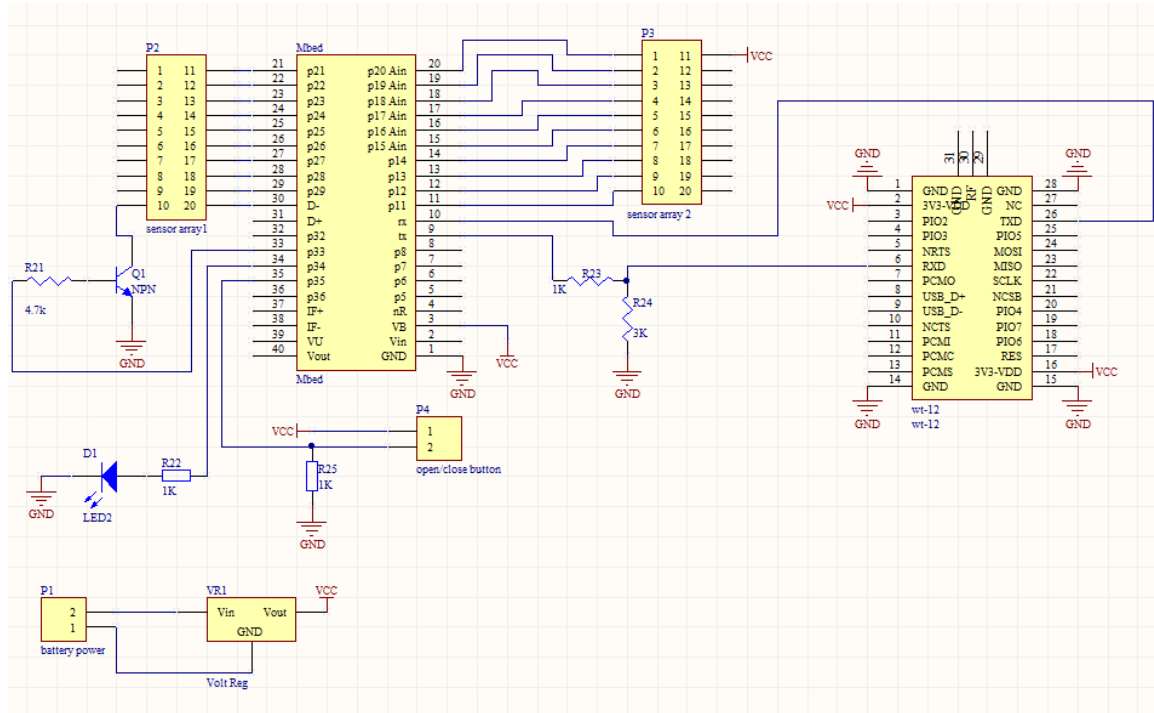 P2
1 11
2 12
3 13
4 14
5 15
6 16
7 17
8 18
9 19
10 20
sensor array1
Mbed
21 p21 p20 Ain 20
22 p22 p19 Ain 19
23 p23 p18 Ain 18
24 p24 p17 Ain 17
25 p25 p16 Ain 16
26 p26 p15 Ain 15
27 p27 p14 14
28 p28 p13 13
29 p29 p12 12
30 D- p11 11
31 D+ rx 10
32 p32 tx 9
33 p33 p8 8
34 p34 p7 7
35 p35 p6 6
36 p36 p5 5
37 IF+ nR 4
38 IF- VB 3
39 VU Vin 2
40 Vout GND 1
Mbed
P3
1 11
2 12
3 13
4 14
5 15
6 16
7 17
8 18
9 19
10 20
sensor array 2
VCC
31 30 29
GND RF GND
GND
GND
1 GND GND 28
VCC
2 3V3-VDD NC 27
3 PIO2 TXD 26
4 PIO3 PIO5 25
5 NRTS MOSI 24
6 RXD MISO 23
7 PCMO SCLK 22
8 USB_D+ NCSB 21
9 USB_D- PIO4 20
10 NCTS PIO7 19
11 PCMI PIO6 18
12 PCMC RES 17
13 PCMS 3V3-VDD 16
VCC
14 GND GND 15
GND
GND
wt-12
wt-12
R21
4.7k
Q1
NPN
GND
R23
1K
R24
3K
GND
VCC
GND
P4
VCC
1
2
open/close button
R25
1K
GND
D1
LED2
R22
1K
GND
P1
2
1
battery power
VR1
Vin Vout
GND
Volt Reg
VCC